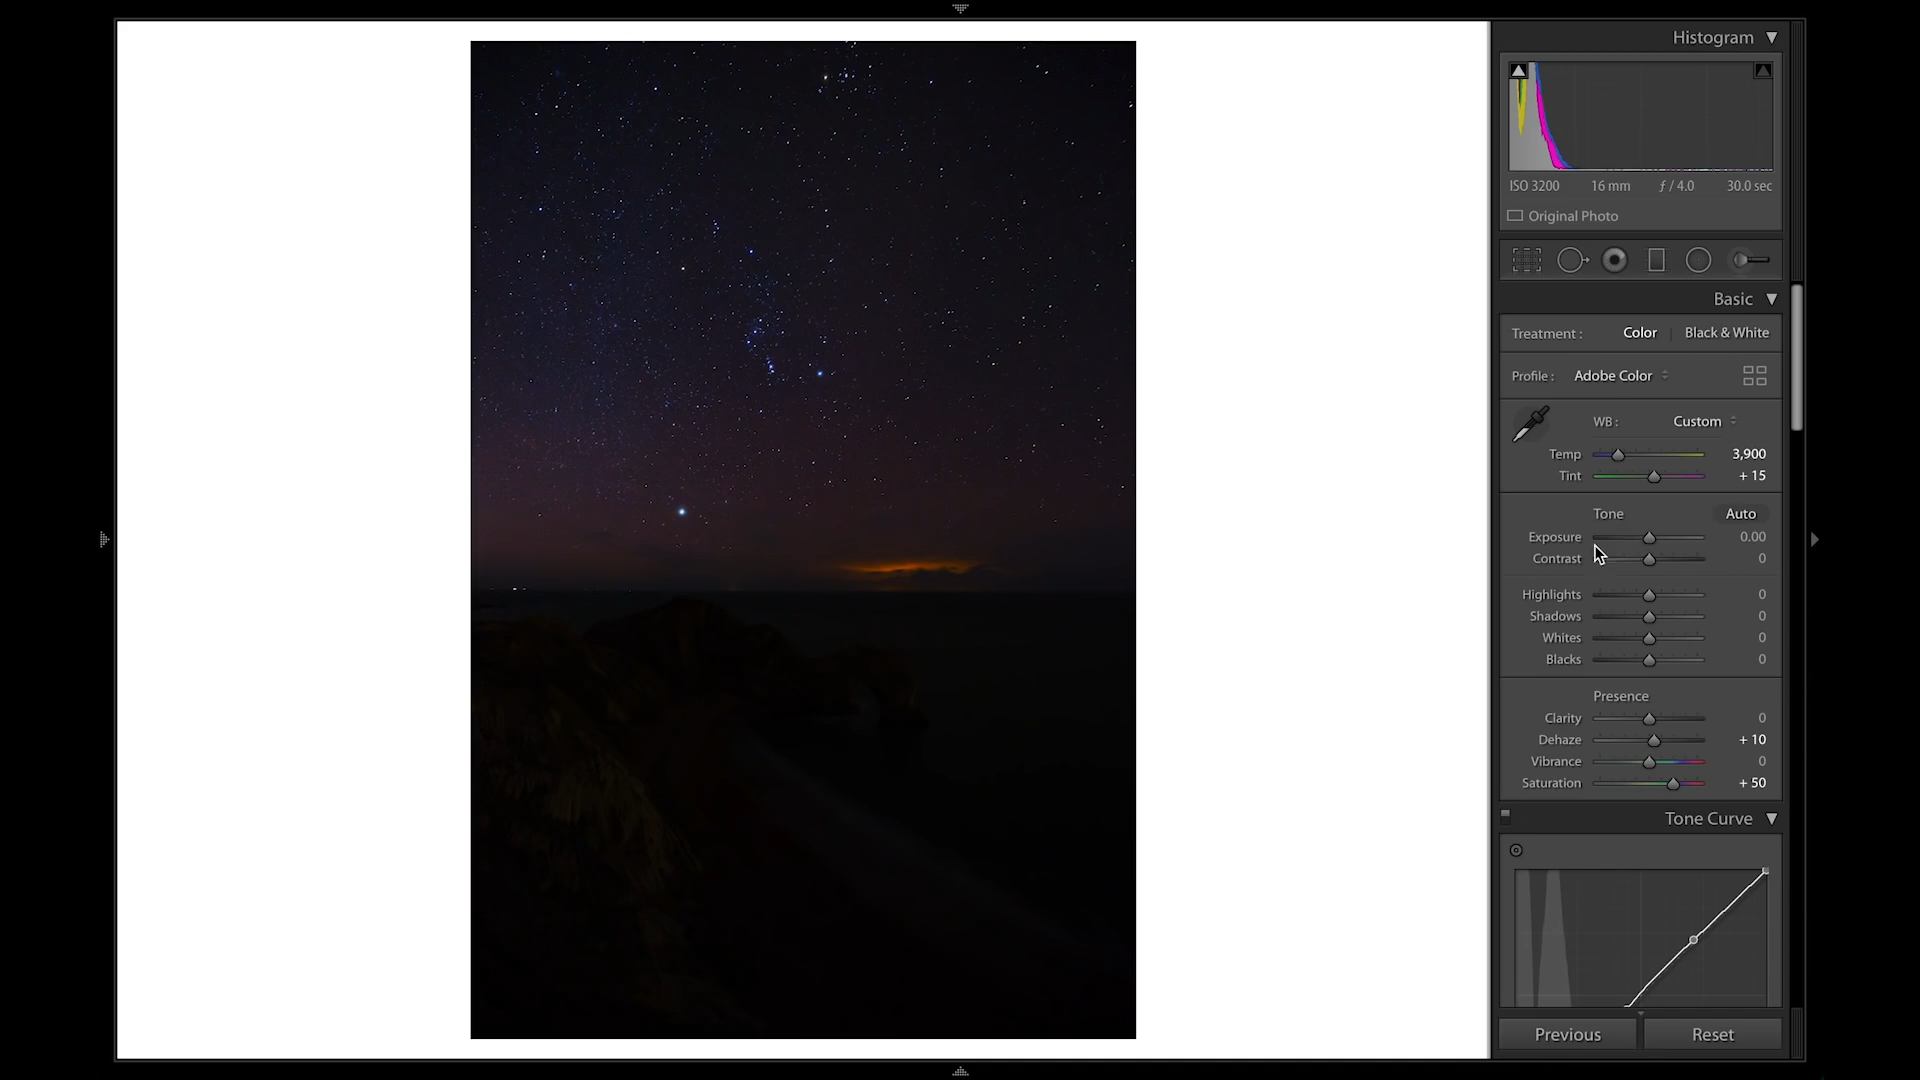 Histogram
ISO 3200 16 mm ƒ / 4.0 30.0 sec
Original Photo
Basic
Treatment : Color Black & White
Profile : Adobe Color
WB : Custom
Temp 3,900
Tint + 15
Tone Auto
Exposure 0.00
Contrast 0
Highlights 0
Shadows 0
Whites 0
Blacks 0
Presence
Clarity 0
Dehaze + 10
Vibrance 0
Saturation + 50
Tone Curve
Previous Reset